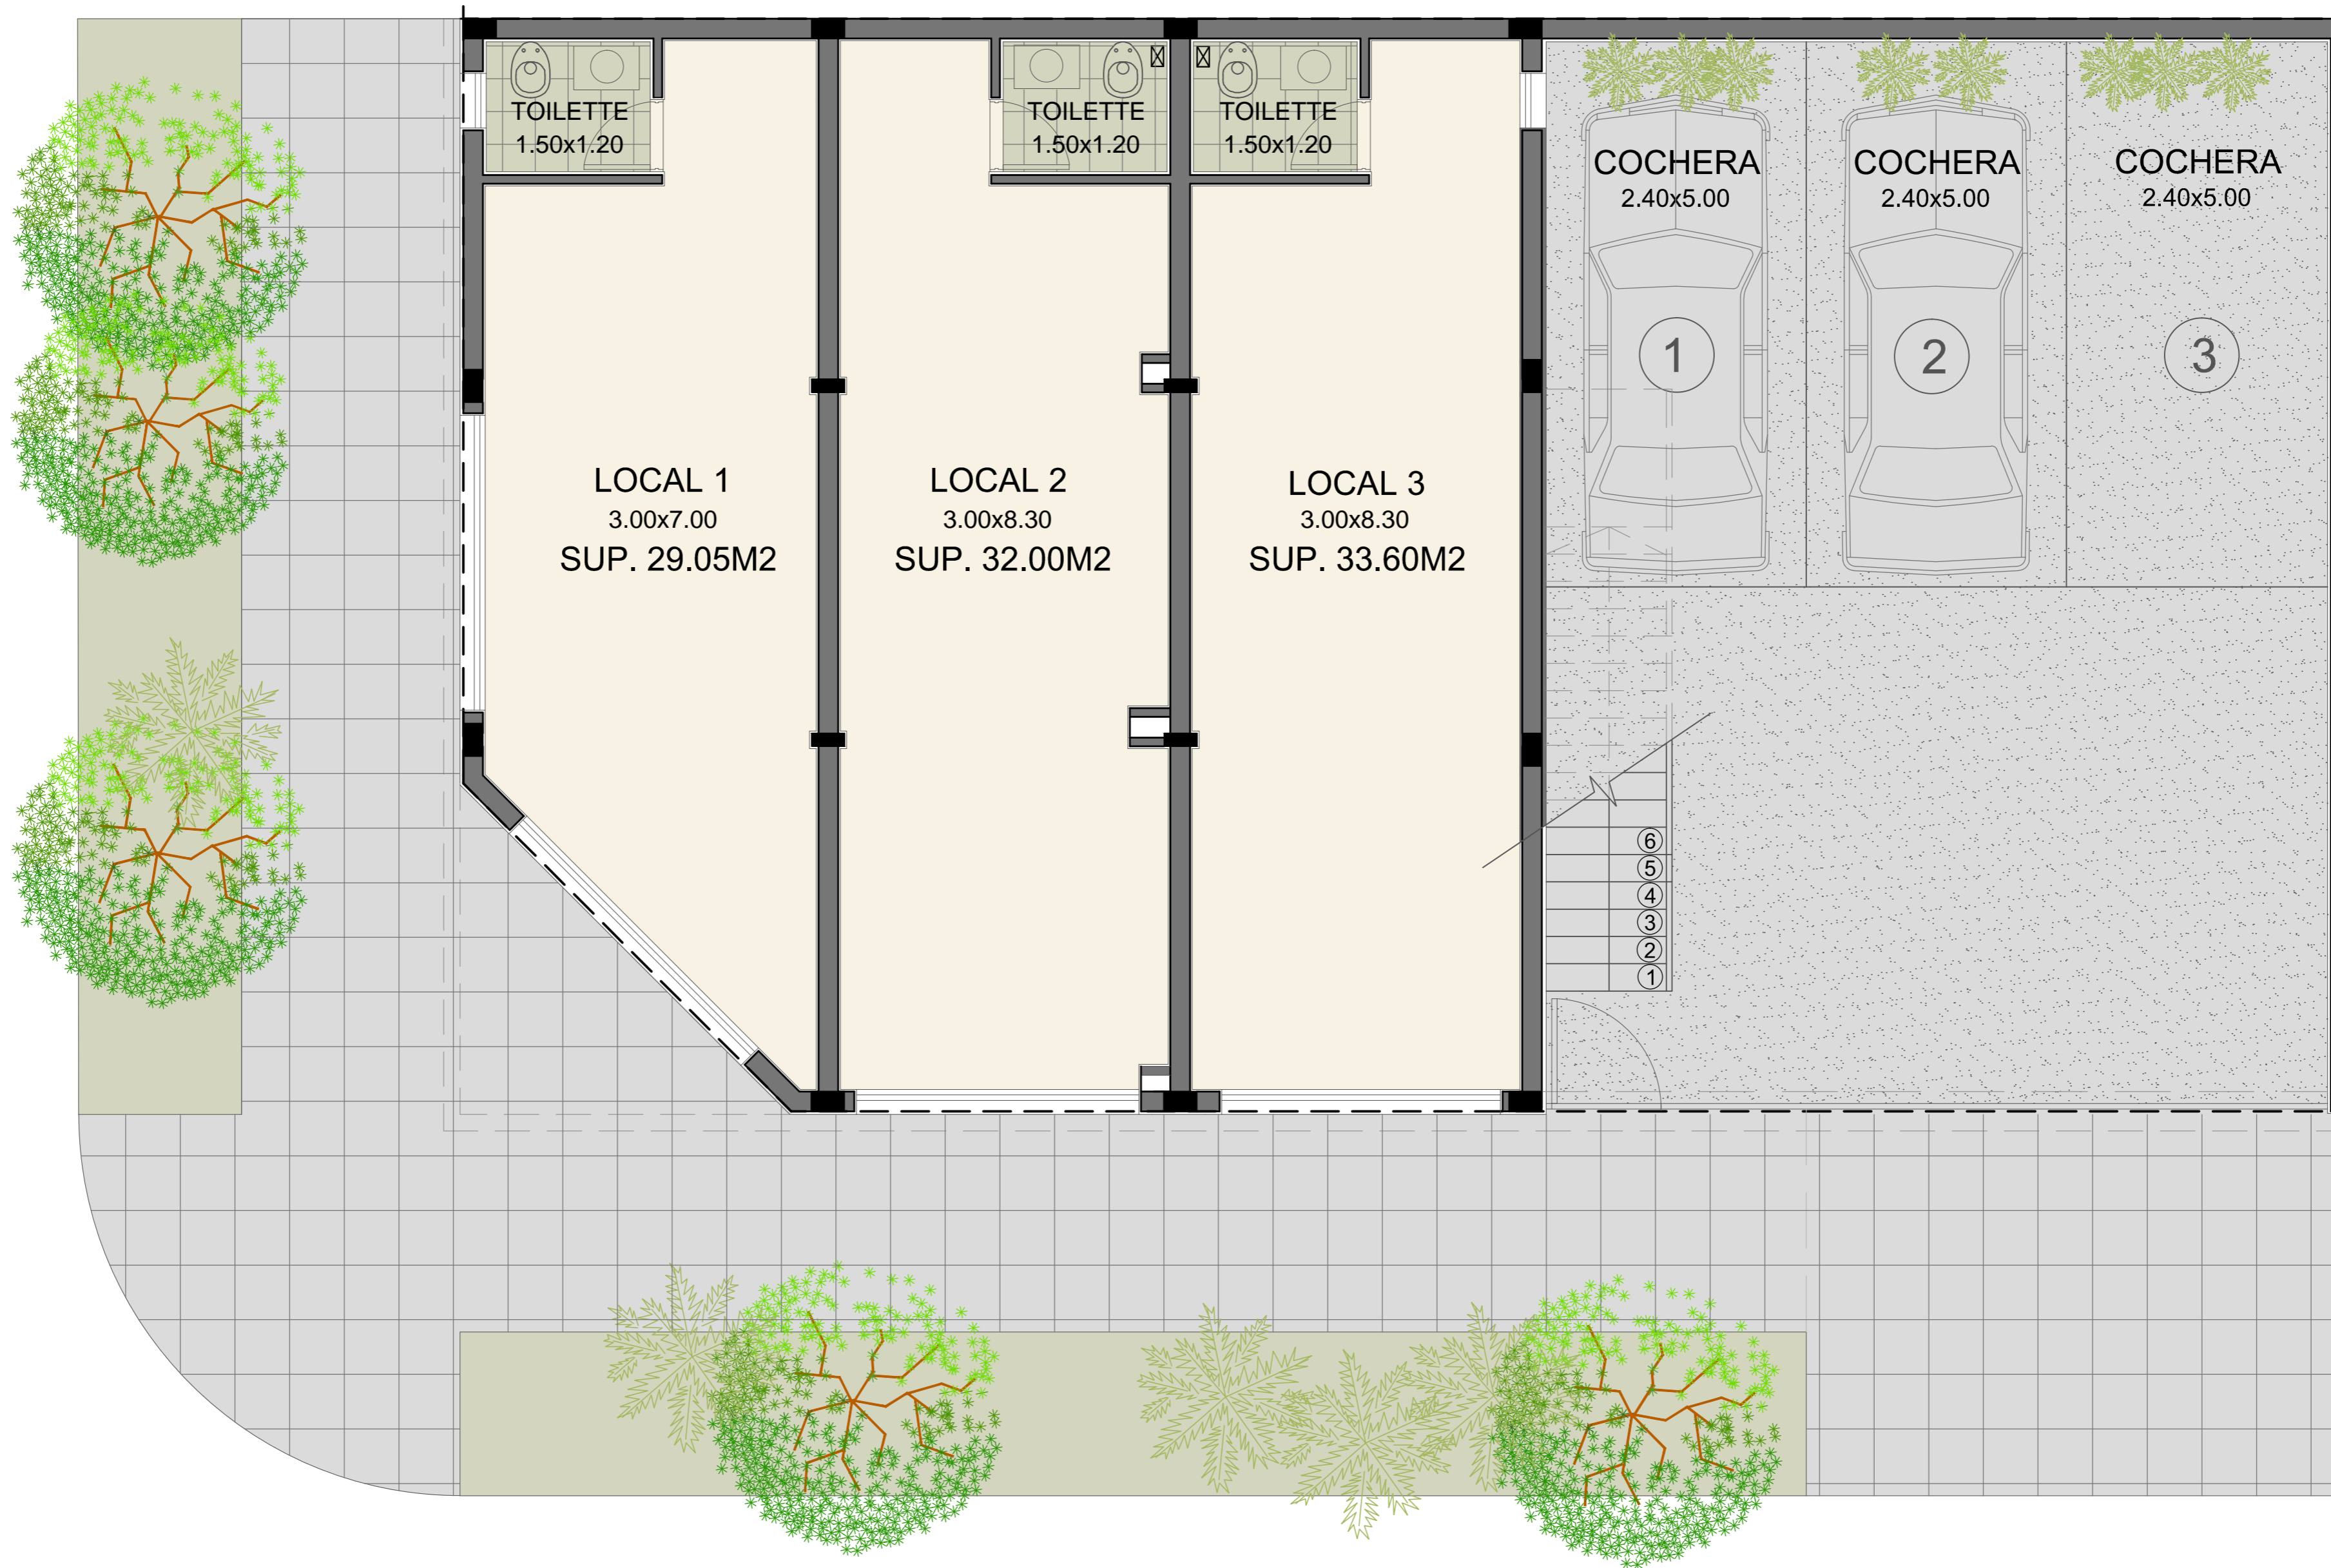 TOILETTE
1.50x1.20
TOILETTE
1.50x1.20
TOILETTE
1.50x1.20
COCHERA
2.40x5.00
COCHERA
2.40x5.00
COCHERA
2.40x5.00
1
2
3
LOCAL 1
3.00x7.00
SUP. 29.05M2
LOCAL 2
3.00x8.30
SUP. 32.00M2
LOCAL 3
3.00x8.30
SUP. 33.60M2
6
5
4
3
2
1